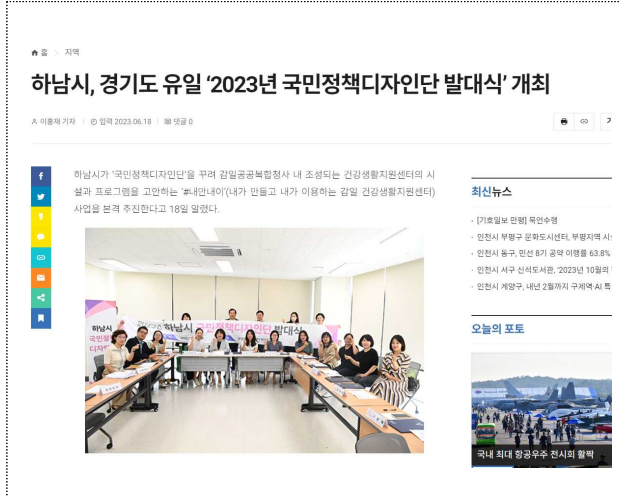 홈 > 지역
하남시, 경기도 유일 ‘2023년 국민정책디자인단 발대식’ 개최
이홍재 기자 | 입력 2023.06.18 | 댓글 0
가
하남시가 ‘국민정책디자인단’을 꾸려 감일공공복합청사 내 조성되는 건강생활지원센터의 시
설과 프로그램을 고안하는 ‘#내만내이’(내가 만들고 내가 이용하는 감일 건강생활지원센터)
사업을 본격 추진한다고 18일 알렸다.
하남시 국민정책디자인단 발대식
하남시
국민정
디자인
최신뉴스
· [기호일보 만평] 묵언수행
· 인천시 부평구 문화도시센터, 부평지역 시
· 인천시 동구, 민선 8기 공약 이행률 63.8%
· 인천시 서구 신석도서관, ‘2023년 10월의
· 인천시 계양구, 내년 2월까지 구제역·AI 특
오늘의 포토
국내 최대 항공우주 전시회 활짝